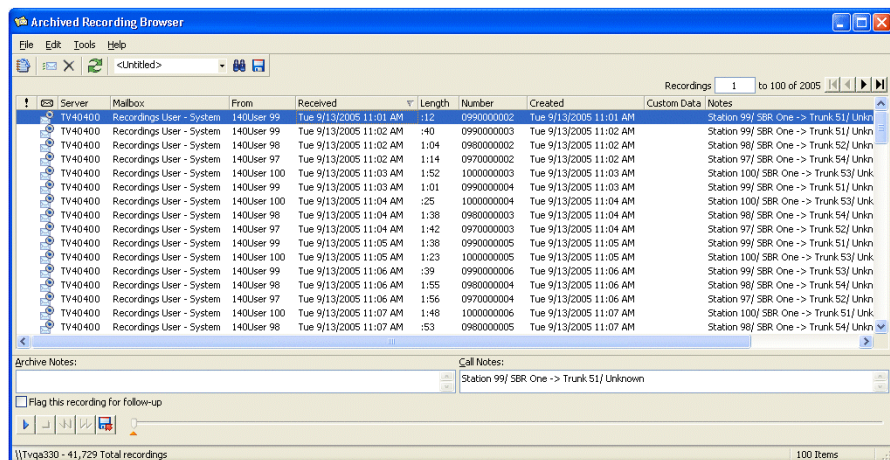 Archived Recording Browser
File Edit Tools Help
<Untitled>
Recordings 1 to 100 of 2005
! Server Mailbox From Received Length Number Created Custom Data Notes
TV40400 Recordings User - System 140User 99 Tue 9/13/2005 11:01 AM :12 0990000002 Tue 9/13/2005 11:01 AM Station 99/ SBR One -> Trunk 51/ Unkn
TV40400 Recordings User - System 140User 99 Tue 9/13/2005 11:02 AM :40 0990000003 Tue 9/13/2005 11:02 AM Station 99/ SBR One -> Trunk 51/ Unkn
TV40400 Recordings User - System 140User 98 Tue 9/13/2005 11:02 AM 1:04 0980000002 Tue 9/13/2005 11:02 AM Station 98/ SBR One -> Trunk 52/ Unkn
TV40400 Recordings User - System 140User 97 Tue 9/13/2005 11:02 AM 1:14 0970000002 Tue 9/13/2005 11:02 AM Station 97/ SBR One -> Trunk 54/ Unkn
TV40400 Recordings User - System 140User 100 Tue 9/13/2005 11:03 AM 1:52 1000000003 Tue 9/13/2005 11:03 AM Station 100/ SBR One -> Trunk 53/ Unk
TV40400 Recordings User - System 140User 99 Tue 9/13/2005 11:03 AM 1:01 0990000004 Tue 9/13/2005 11:03 AM Station 99/ SBR One -> Trunk 51/ Unkn
TV40400 Recordings User - System 140User 100 Tue 9/13/2005 11:04 AM :25 1000000004 Tue 9/13/2005 11:04 AM Station 100/ SBR One -> Trunk 53/ Unk
TV40400 Recordings User - System 140User 98 Tue 9/13/2005 11:04 AM 1:38 0980000003 Tue 9/13/2005 11:04 AM Station 98/ SBR One -> Trunk 54/ Unkn
TV40400 Recordings User - System 140User 97 Tue 9/13/2005 11:04 AM 1:42 0970000003 Tue 9/13/2005 11:04 AM Station 97/ SBR One -> Trunk 52/ Unkn
TV40400 Recordings User - System 140User 99 Tue 9/13/2005 11:05 AM 1:38 0990000005 Tue 9/13/2005 11:05 AM Station 99/ SBR One -> Trunk 51/ Unkn
TV40400 Recordings User - System 140User 100 Tue 9/13/2005 11:05 AM 1:23 1000000005 Tue 9/13/2005 11:05 AM Station 100/ SBR One -> Trunk 53/ Unk
TV40400 Recordings User - System 140User 99 Tue 9/13/2005 11:06 AM :39 0990000006 Tue 9/13/2005 11:06 AM Station 99/ SBR One -> Trunk 53/ Unkn
TV40400 Recordings User - System 140User 98 Tue 9/13/2005 11:06 AM 1:55 0980000004 Tue 9/13/2005 11:06 AM Station 98/ SBR One -> Trunk 54/ Unkn
TV40400 Recordings User - System 140User 97 Tue 9/13/2005 11:06 AM 1:56 0970000004 Tue 9/13/2005 11:06 AM Station 97/ SBR One -> Trunk 52/ Unkn
TV40400 Recordings User - System 140User 100 Tue 9/13/2005 11:07 AM 1:48 1000000006 Tue 9/13/2005 11:07 AM Station 100/ SBR One -> Trunk 51/ Unk
TV40400 Recordings User - System 140User 98 Tue 9/13/2005 11:07 AM :53 0980000005 Tue 9/13/2005 11:07 AM Station 98/ SBR One -> Trunk 54/ Unkn
Archive Notes: Call Notes:
Station 99/ SBR One -> Trunk 51/ Unknown
Flag this recording for follow-up
\\Tvqa330 - 41,729 Total recordings 100 Items